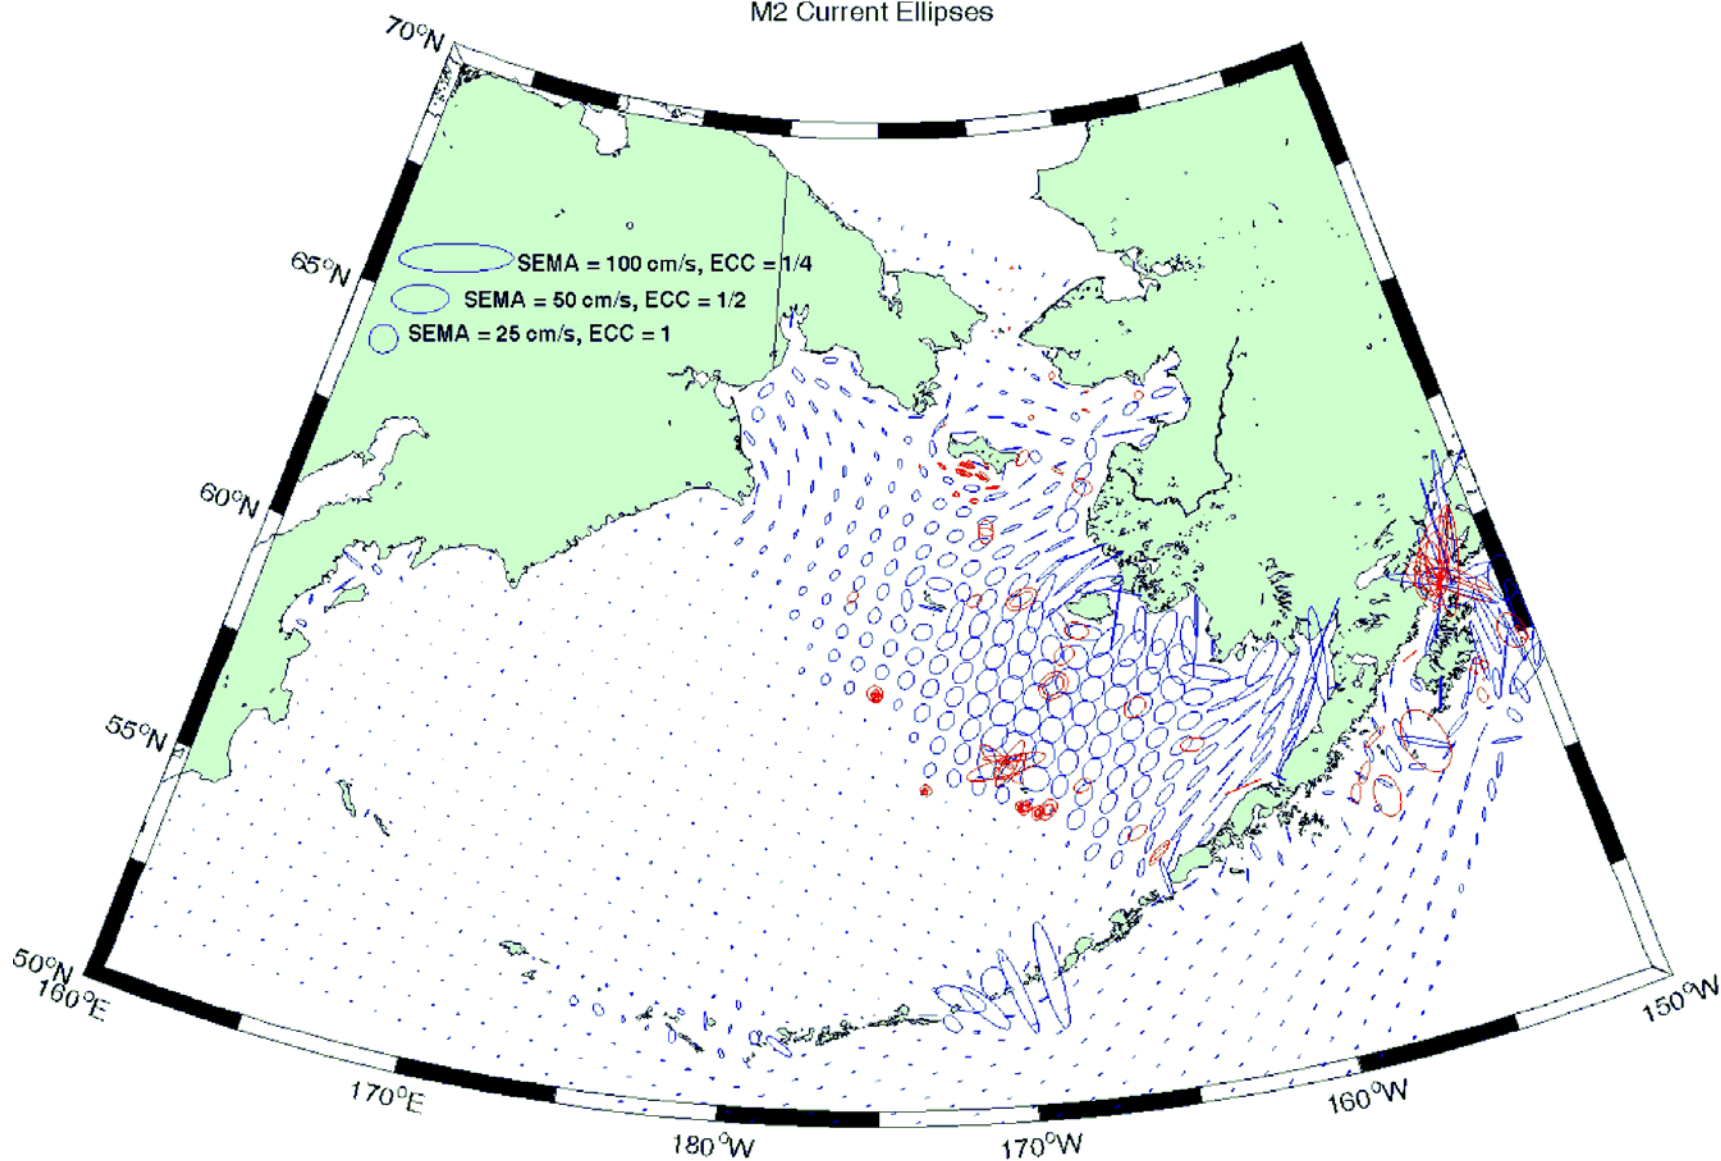 M2 Current Ellipses
70°N
65°N
SEMA = 100 cm/s, ECC = 1/4
SEMA = 50 cm/s, ECC = 1/2
SEMA = 25 cm/s, ECC = 1
60°N
55°N
50°N
160°E
150°W
170°E
160°W
180°W
170°W